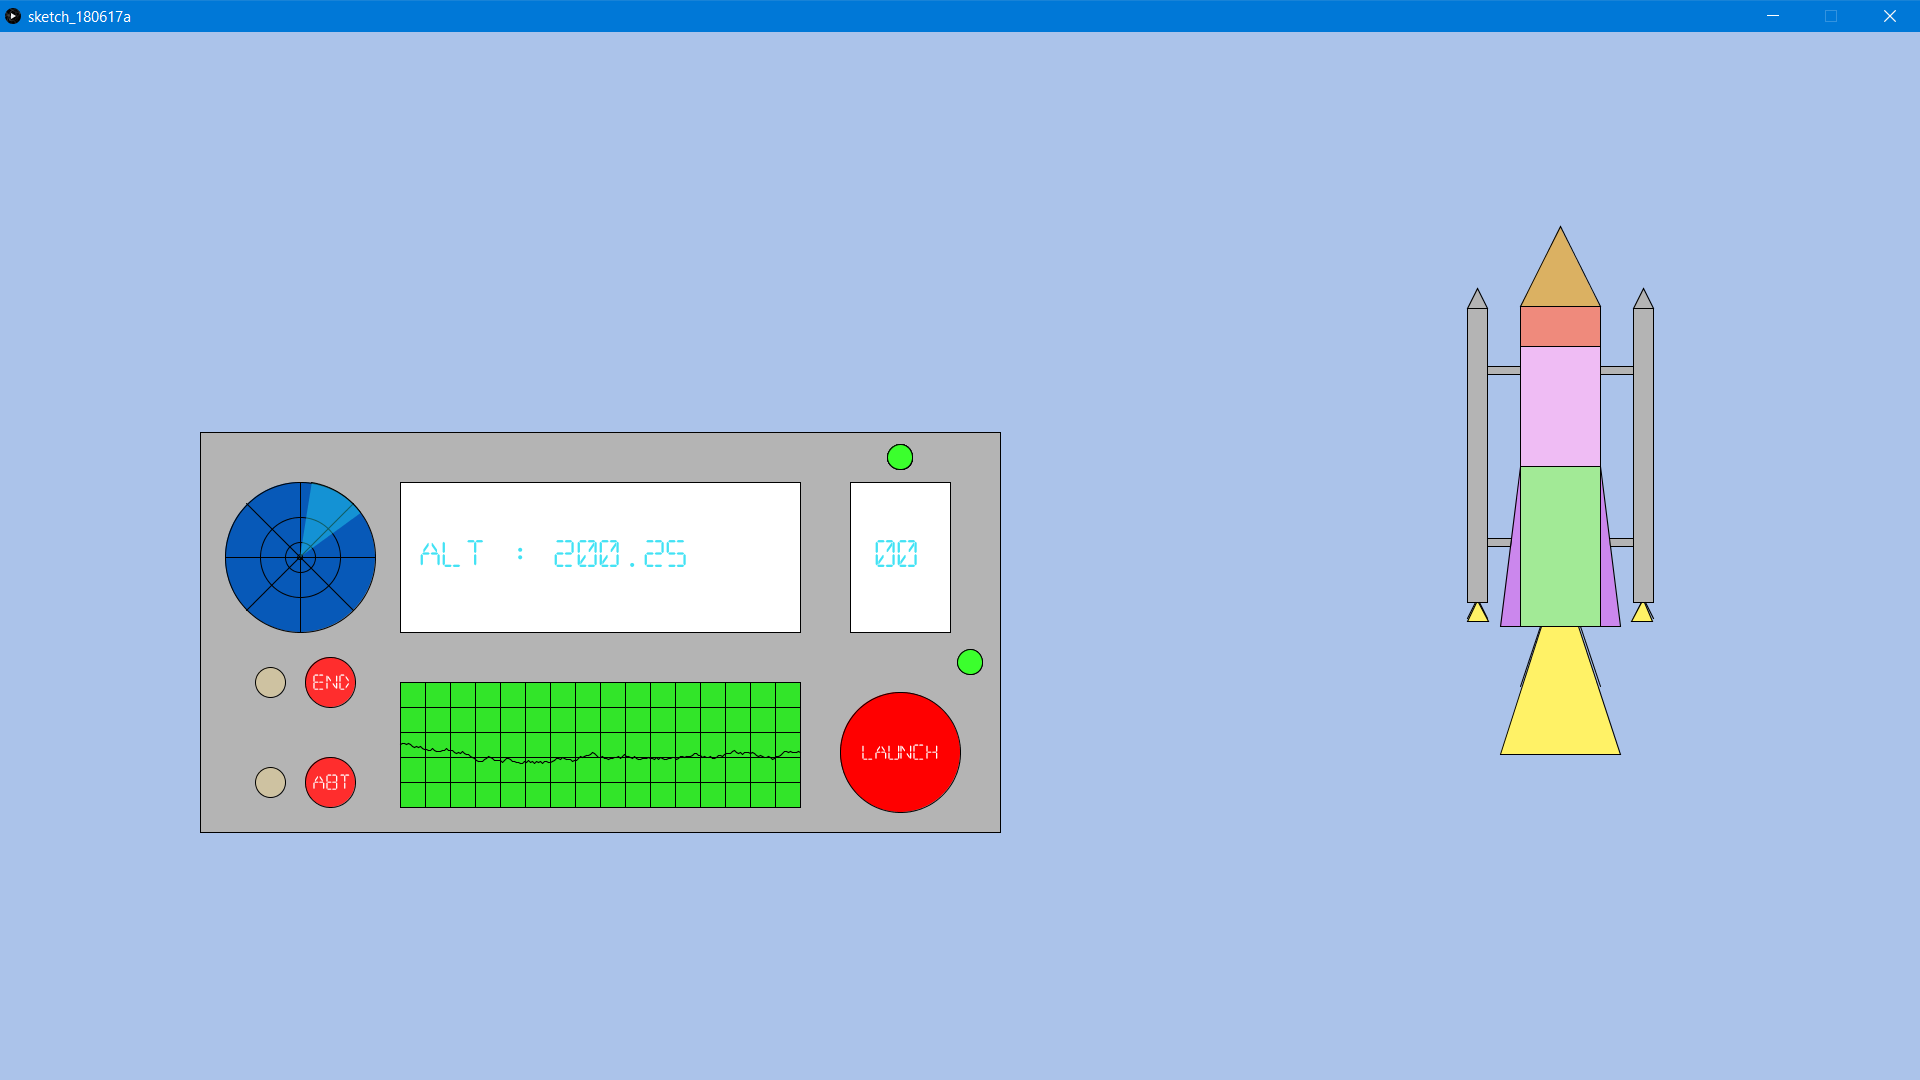 sketch_180617a
ALT : 200.25
00
END
ABT
LAUNCH